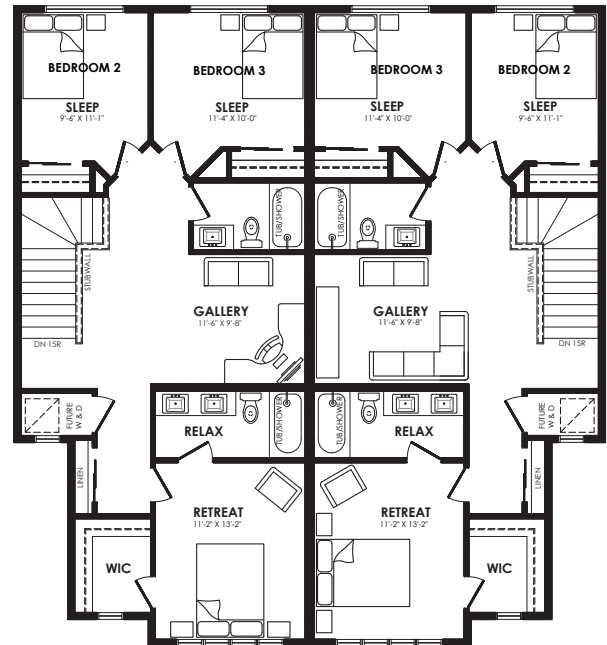 BEDROOM 2
SLEEP
9'-6" X 11'-1"
BEDROOM 3
SLEEP
11'-4" X 10'-0"
BEDROOM 3
SLEEP
11'-4" X 10'-0"
BEDROOM 2
SLEEP
9'-6" X 11'-1"
TUB/SHOWER
TUB/SHOWER
STUBWALL
STUBWALL
GALLERY
11'-6" X 9'-8"
GALLERY
11'-6" X 9'-8"
DN 15R
DN 15R
FUTURE
W & D
RELAX
TUB/SHOWER
TUB/SHOWER
RELAX
FUTURE
W & D
LINEN
LINEN
RETREAT
11'-2" X 13'-2"
RETREAT
11'-2" X 13'-2"
WIC
WIC